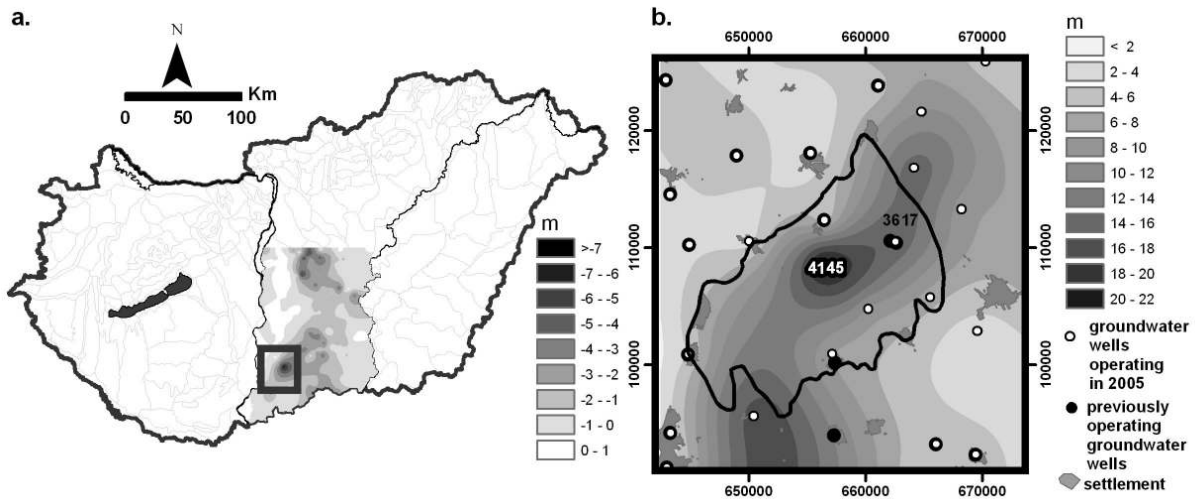 a.
N
0 50 100 Km
m
>-7
-7 - -6
-6 - -5
-5 - -4
-4 - -3
-3 - -2
-2 - -1
-1 - 0
0 - 1
b.
650000 660000 670000
120000
110000
100000
120000
110000
100000
3617
4145
650000 660000 670000
m
< 2
2 - 4
4- 6
6 - 8
8 - 10
10 - 12
12 - 14
14 - 16
16 - 18
18 - 20
20 - 22
groundwater
wells
operating
in 2005
previously
operating
groundwater
wells
settlement